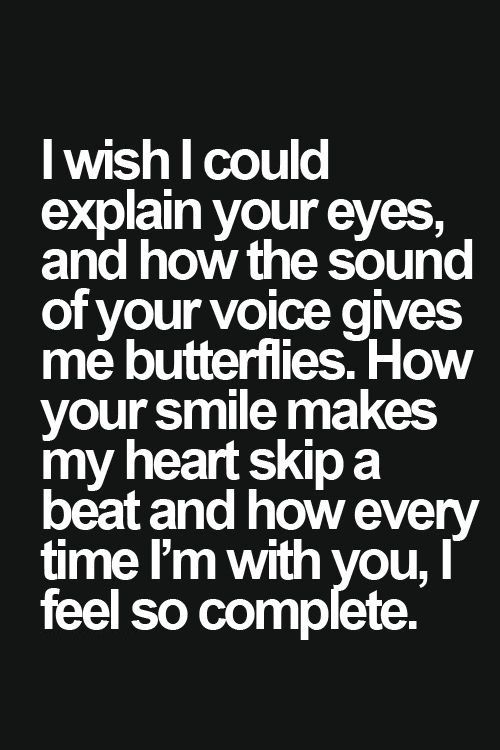 I wish I could
explain your eyes,
and how the sound
of your voice gives
me butterflies. How
your smile makes
my heart skip a
beat and how every
time I’m with you, I
feel so complete.